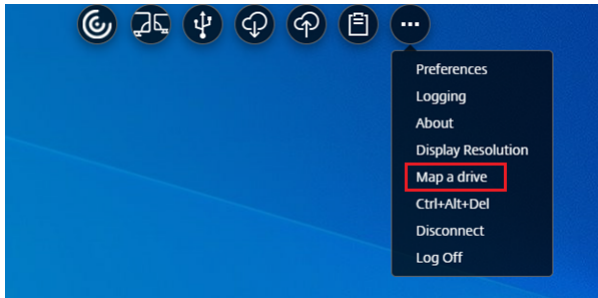 Preferences
Logging
About
Display Resolution
Map a drive
Ctrl+Alt+Del
Disconnect
Log Off